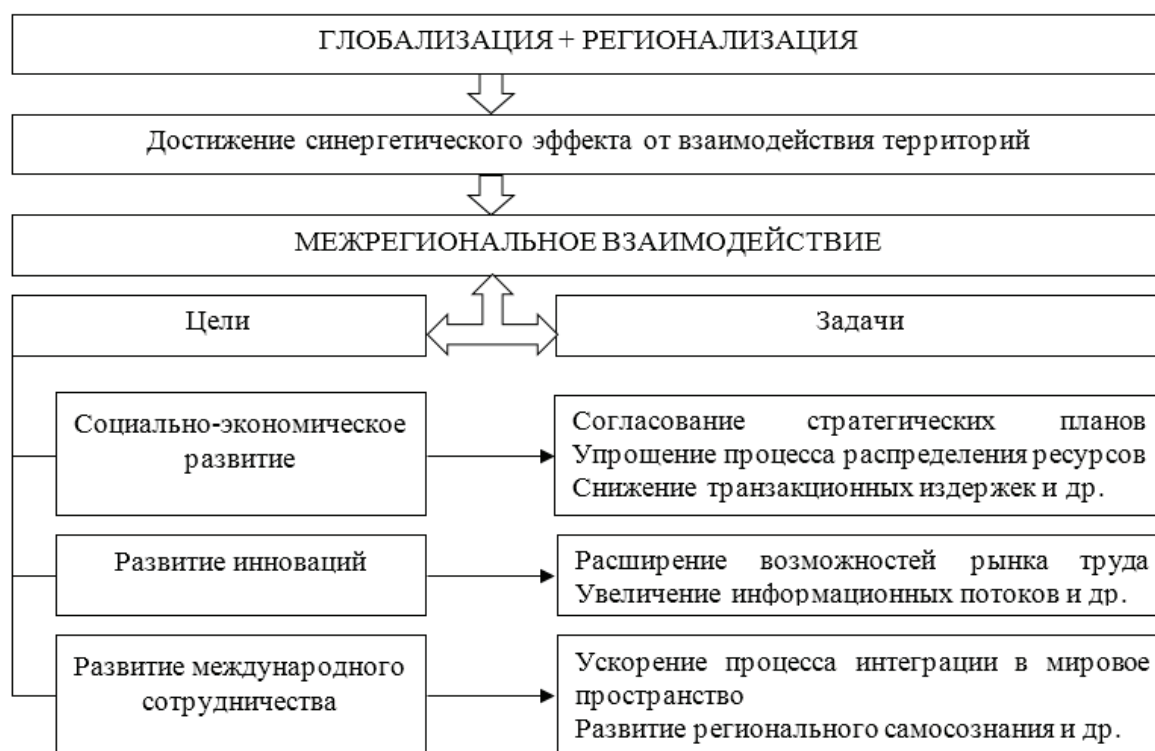 ГЛОБАЛИЗАЦИЯ + РЕГИОНАЛИЗАЦИЯ
Достижение синергетического эффекта от взаимодействия территорий
МЕЖРЕГИОНАЛЬНОЕ ВЗАИМОДЕЙСТВИЕ
Цели
Задачи
Социально-экономическое
развитие
Согласование стратегических планов
Упрощение процесса распределения ресурсов
Снижение транзакционных издержек и др.
Развитие инноваций
Расширение возможностей рынка труда
Увеличение информационных потоков и др.
Развитие международного
сотрудничества
Ускорение процесса интеграции в мировое
пространство
Развитие регионального самосознания и др.